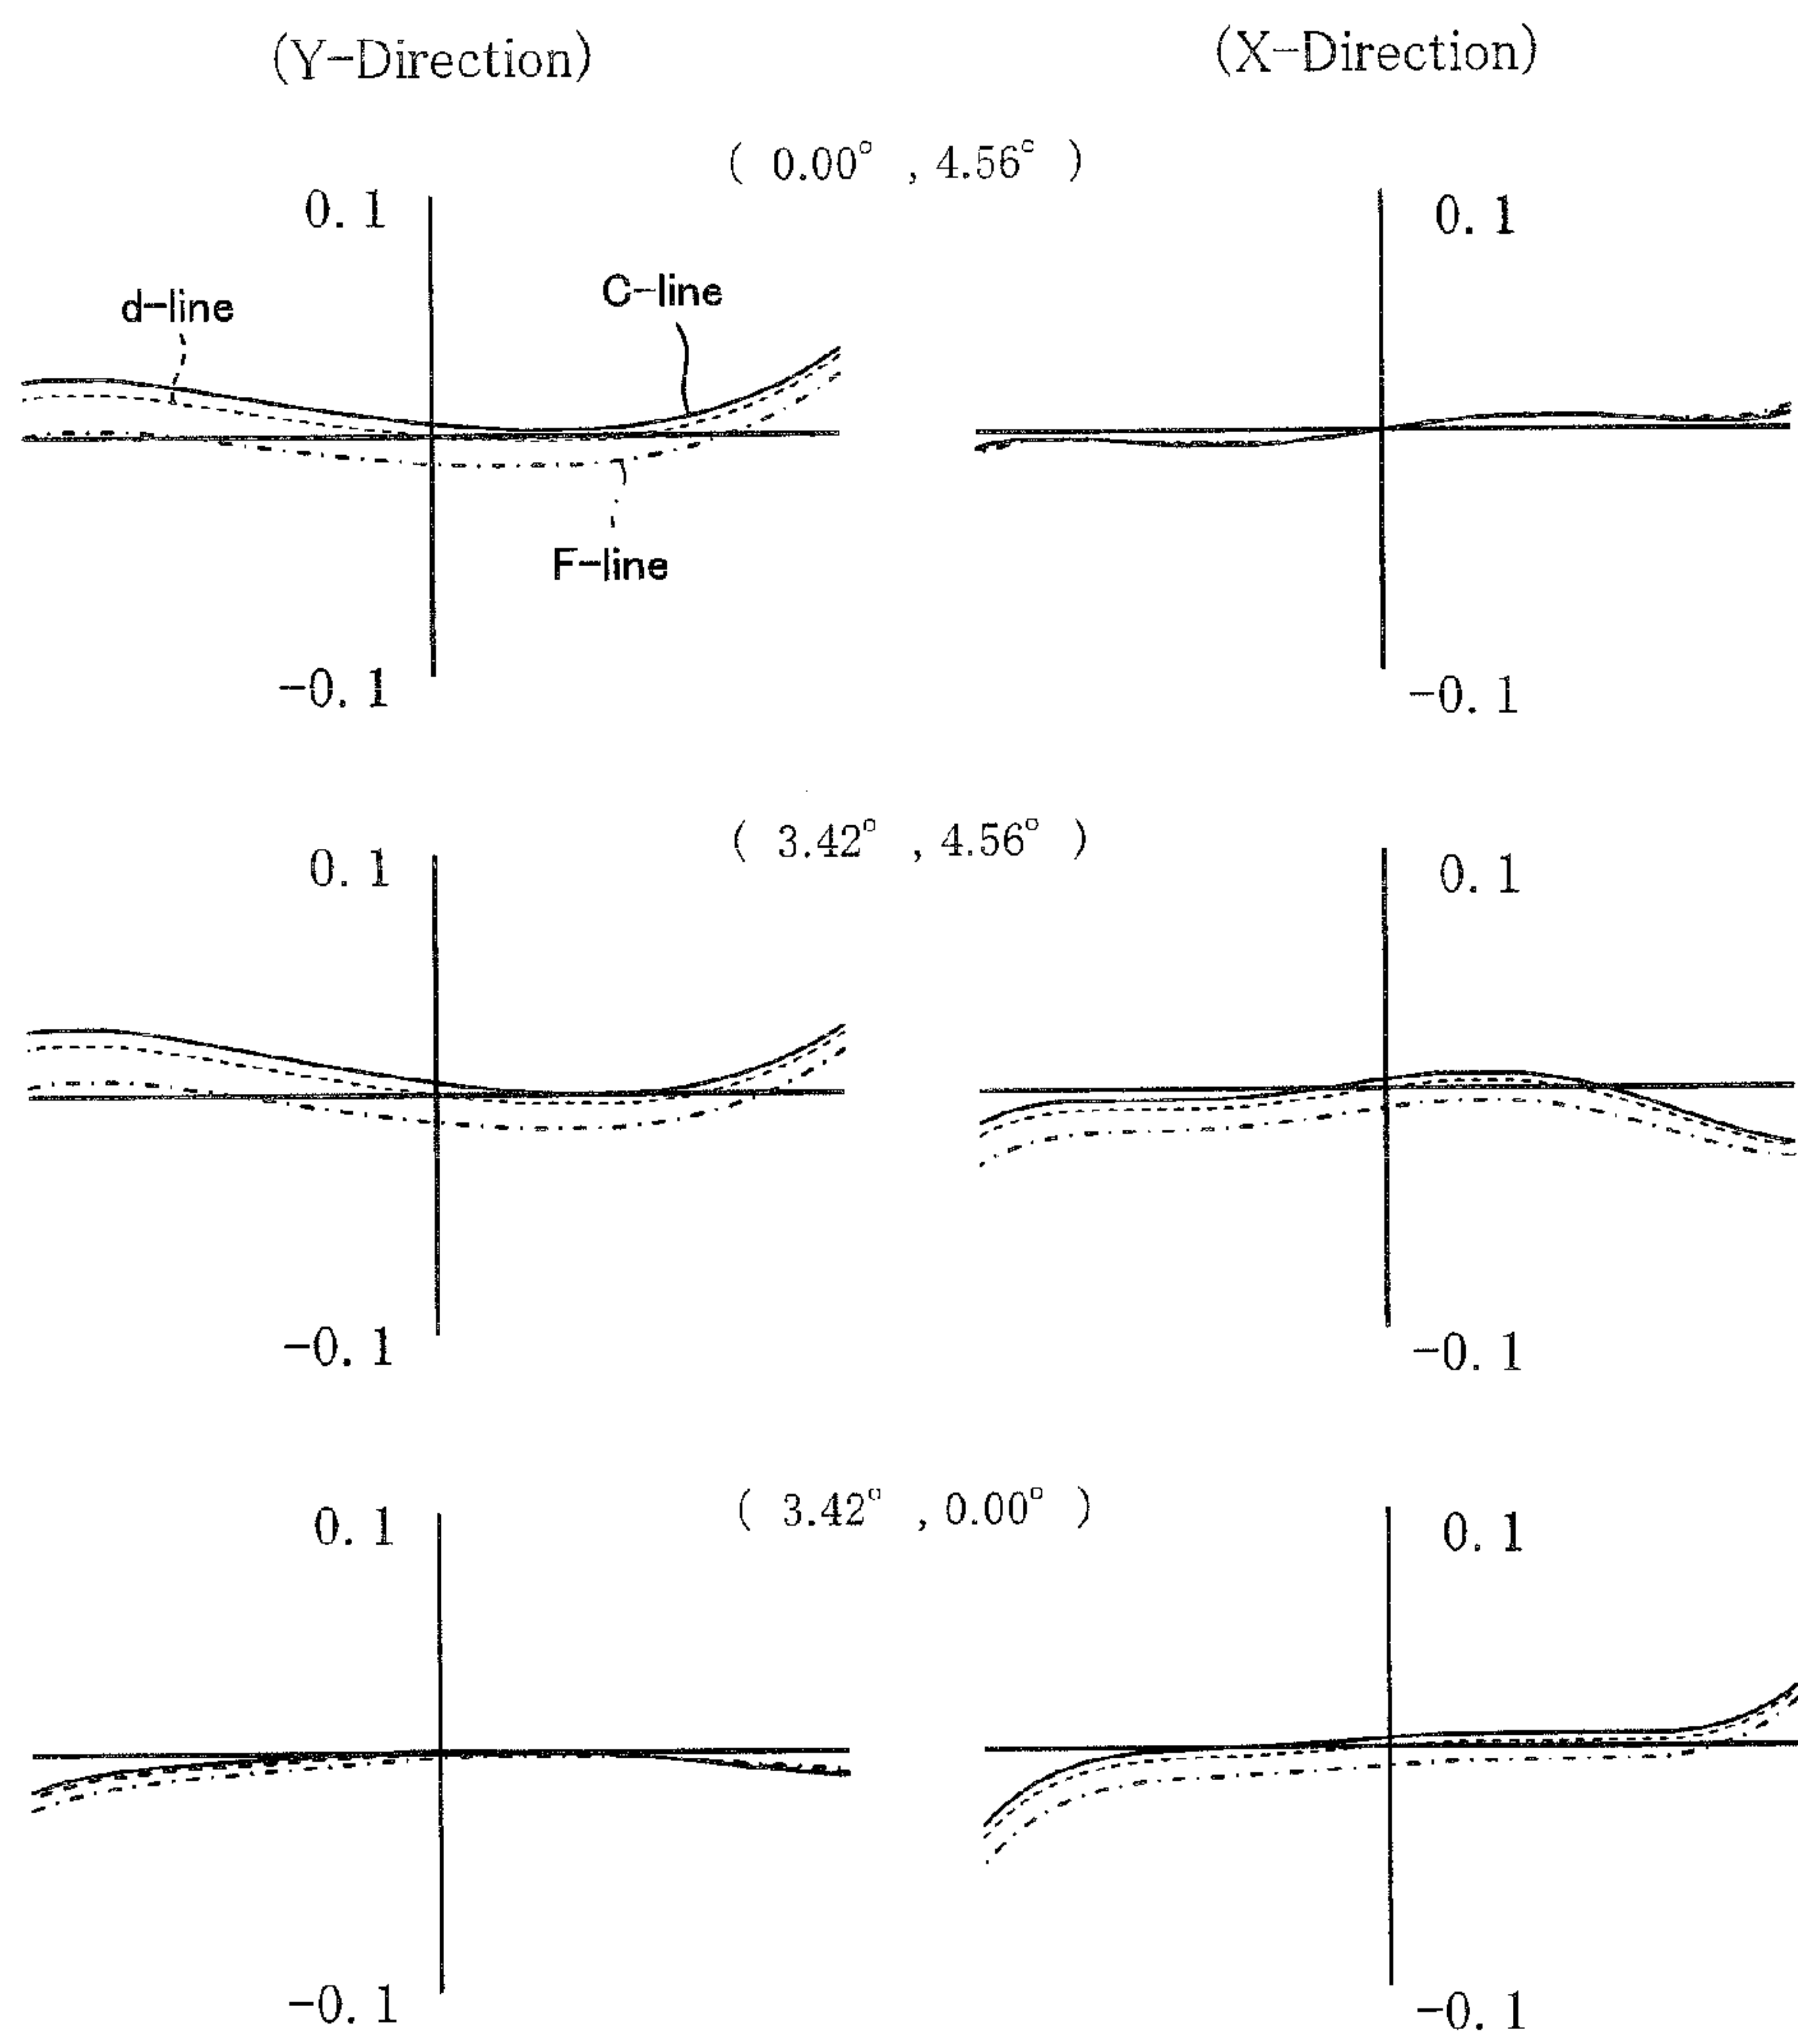 (Y-Direction)
(X-Direction)
( 0.00° , 4.56° )
0.1
0.1
d-line
C-line
F-line
-0.1
-0.1
( 3.42° , 4.56° )
0.1
0.1
-0.1
-0.1
( 3.42° , 0.00° )
0.1
0.1
-0.1
-0.1